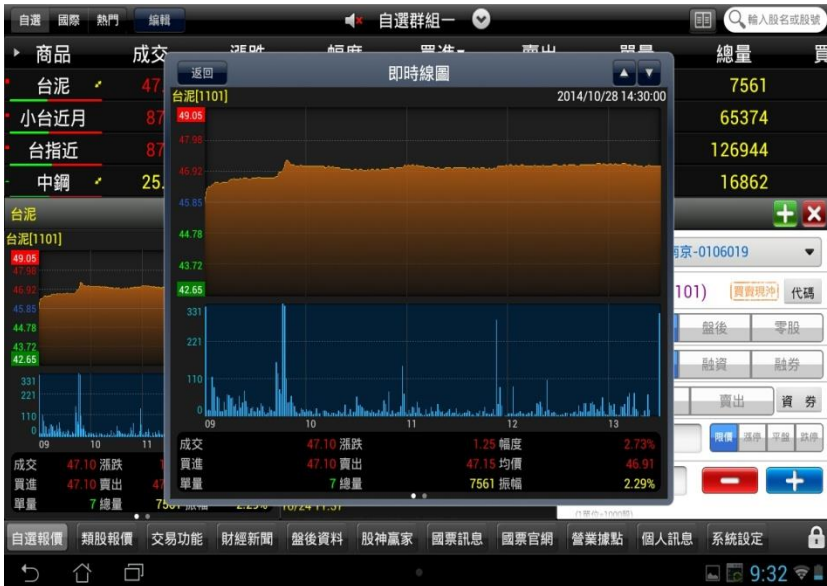 自選 國際 熱門 編輯 自選群組一 輸入股名或股號
商品 成交 漲跌 幅度 買進 賣出 單量 總量 買
台泥 47. 7561
小台近月 87 65374
台指近 87 126944
中鋼 25. 16862
返回 即時線圖
台泥[1101] 2014/10/28 14:30:00
49.05
47.98
46.92
45.85
44.78
43.72
42.65
331
221
110
0
09 10 11 12 13
成交 47.10 漲跌 1.25 幅度 2.73%
買進 47.10 賣出 47.15 均價 46.91
單量 7 總量 7561 振幅 2.29%
台泥
台泥[1101]
49.05
47.98
46.92
45.85
44.78
43.72
42.65
331
221
110
0
09 10 11
成交 47.10 漲跌
買進 47.10 賣出 47
單量 7 總量
京-0106019
101) 買賣現沖 代碼
盤後 零股
融資 融券
賣出 資 券
限價 漲停 平盤 跌停
自選報價 類股報價 交易功能 財經新聞 盤後資料 股神贏家 國票訊息 國票官網 營業據點 個人訊息 系統設定
9:32